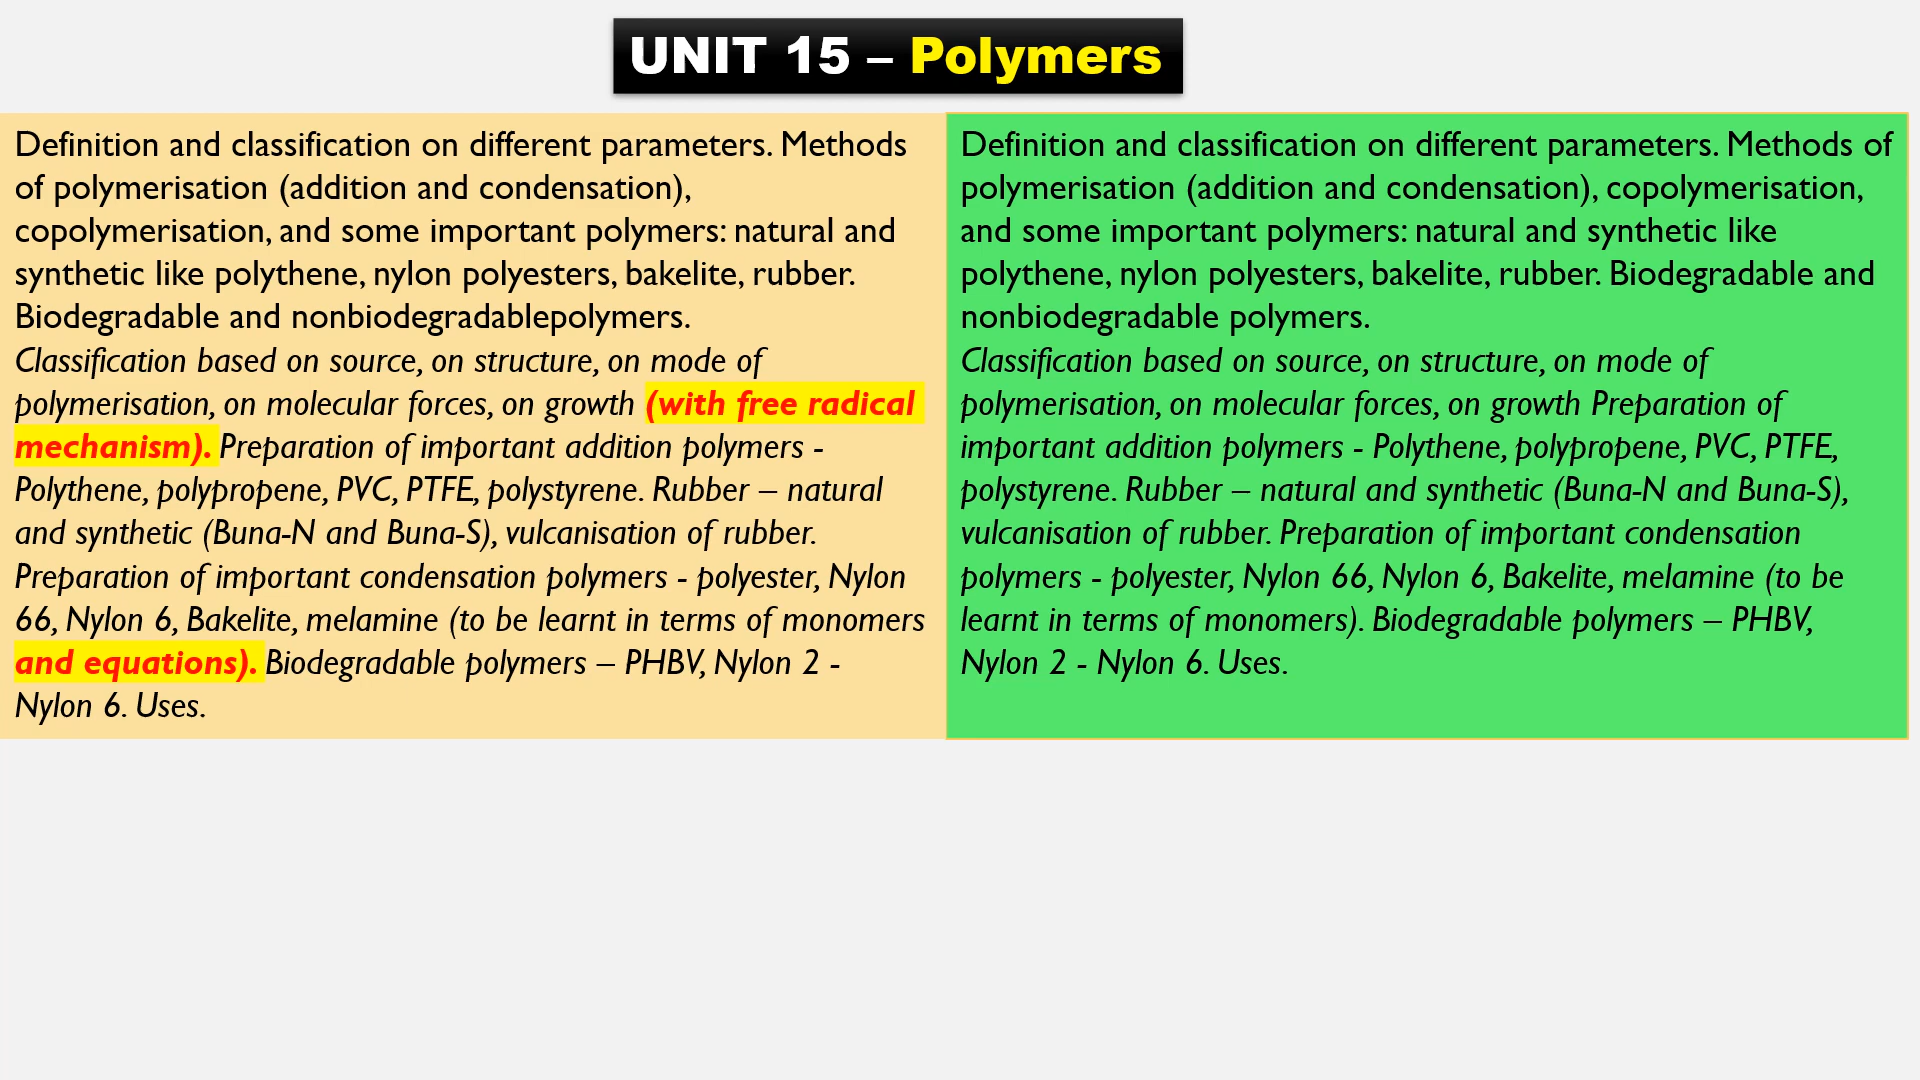 UNIT 15 – Polymers
Definition and classification on different parameters. Methods
of polymerisation (addition and condensation),
copolymerisation, and some important polymers: natural and
synthetic like polythene, nylon polyesters, bakelite, rubber.
Biodegradable and nonbiodegradablepolymers.
Classification based on source, on structure, on mode of
polymerisation, on molecular forces, on growth (with free radical
mechanism). Preparation of important addition polymers -
Polythene, polypropene, PVC, PTFE, polystyrene. Rubber – natural
and synthetic (Buna-N and Buna-S), vulcanisation of rubber.
Preparation of important condensation polymers - polyester, Nylon
66, Nylon 6, Bakelite, melamine (to be learnt in terms of monomers
and equations). Biodegradable polymers – PHBV, Nylon 2 -
Nylon 6. Uses.
Definition and classification on different parameters. Methods of
polymerisation (addition and condensation), copolymerisation,
and some important polymers: natural and synthetic like
polythene, nylon polyesters, bakelite, rubber. Biodegradable and
nonbiodegradable polymers.
Classification based on source, on structure, on mode of
polymerisation, on molecular forces, on growth Preparation of
important addition polymers - Polythene, polypropene, PVC, PTFE,
polystyrene. Rubber – natural and synthetic (Buna-N and Buna-S),
vulcanisation of rubber. Preparation of important condensation
polymers - polyester, Nylon 66, Nylon 6, Bakelite, melamine (to be
learnt in terms of monomers). Biodegradable polymers – PHBV,
Nylon 2 - Nylon 6. Uses.